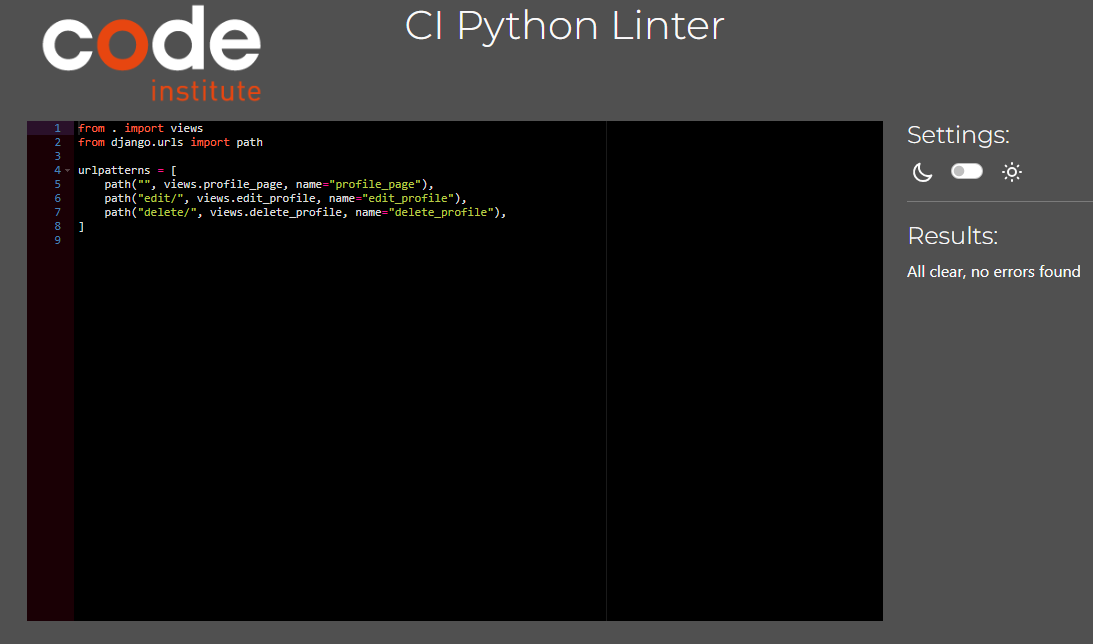 code
institute
CI Python Linter
1 from . import views
2 from django.urls import path
3
4 urlpatterns = [
5     path("", views.profile_page, name="profile_page"),
6     path("edit/", views.edit_profile, name="edit_profile"),
7     path("delete/", views.delete_profile, name="delete_profile"),
8 ]
9
Settings:
Results:
All clear, no errors found